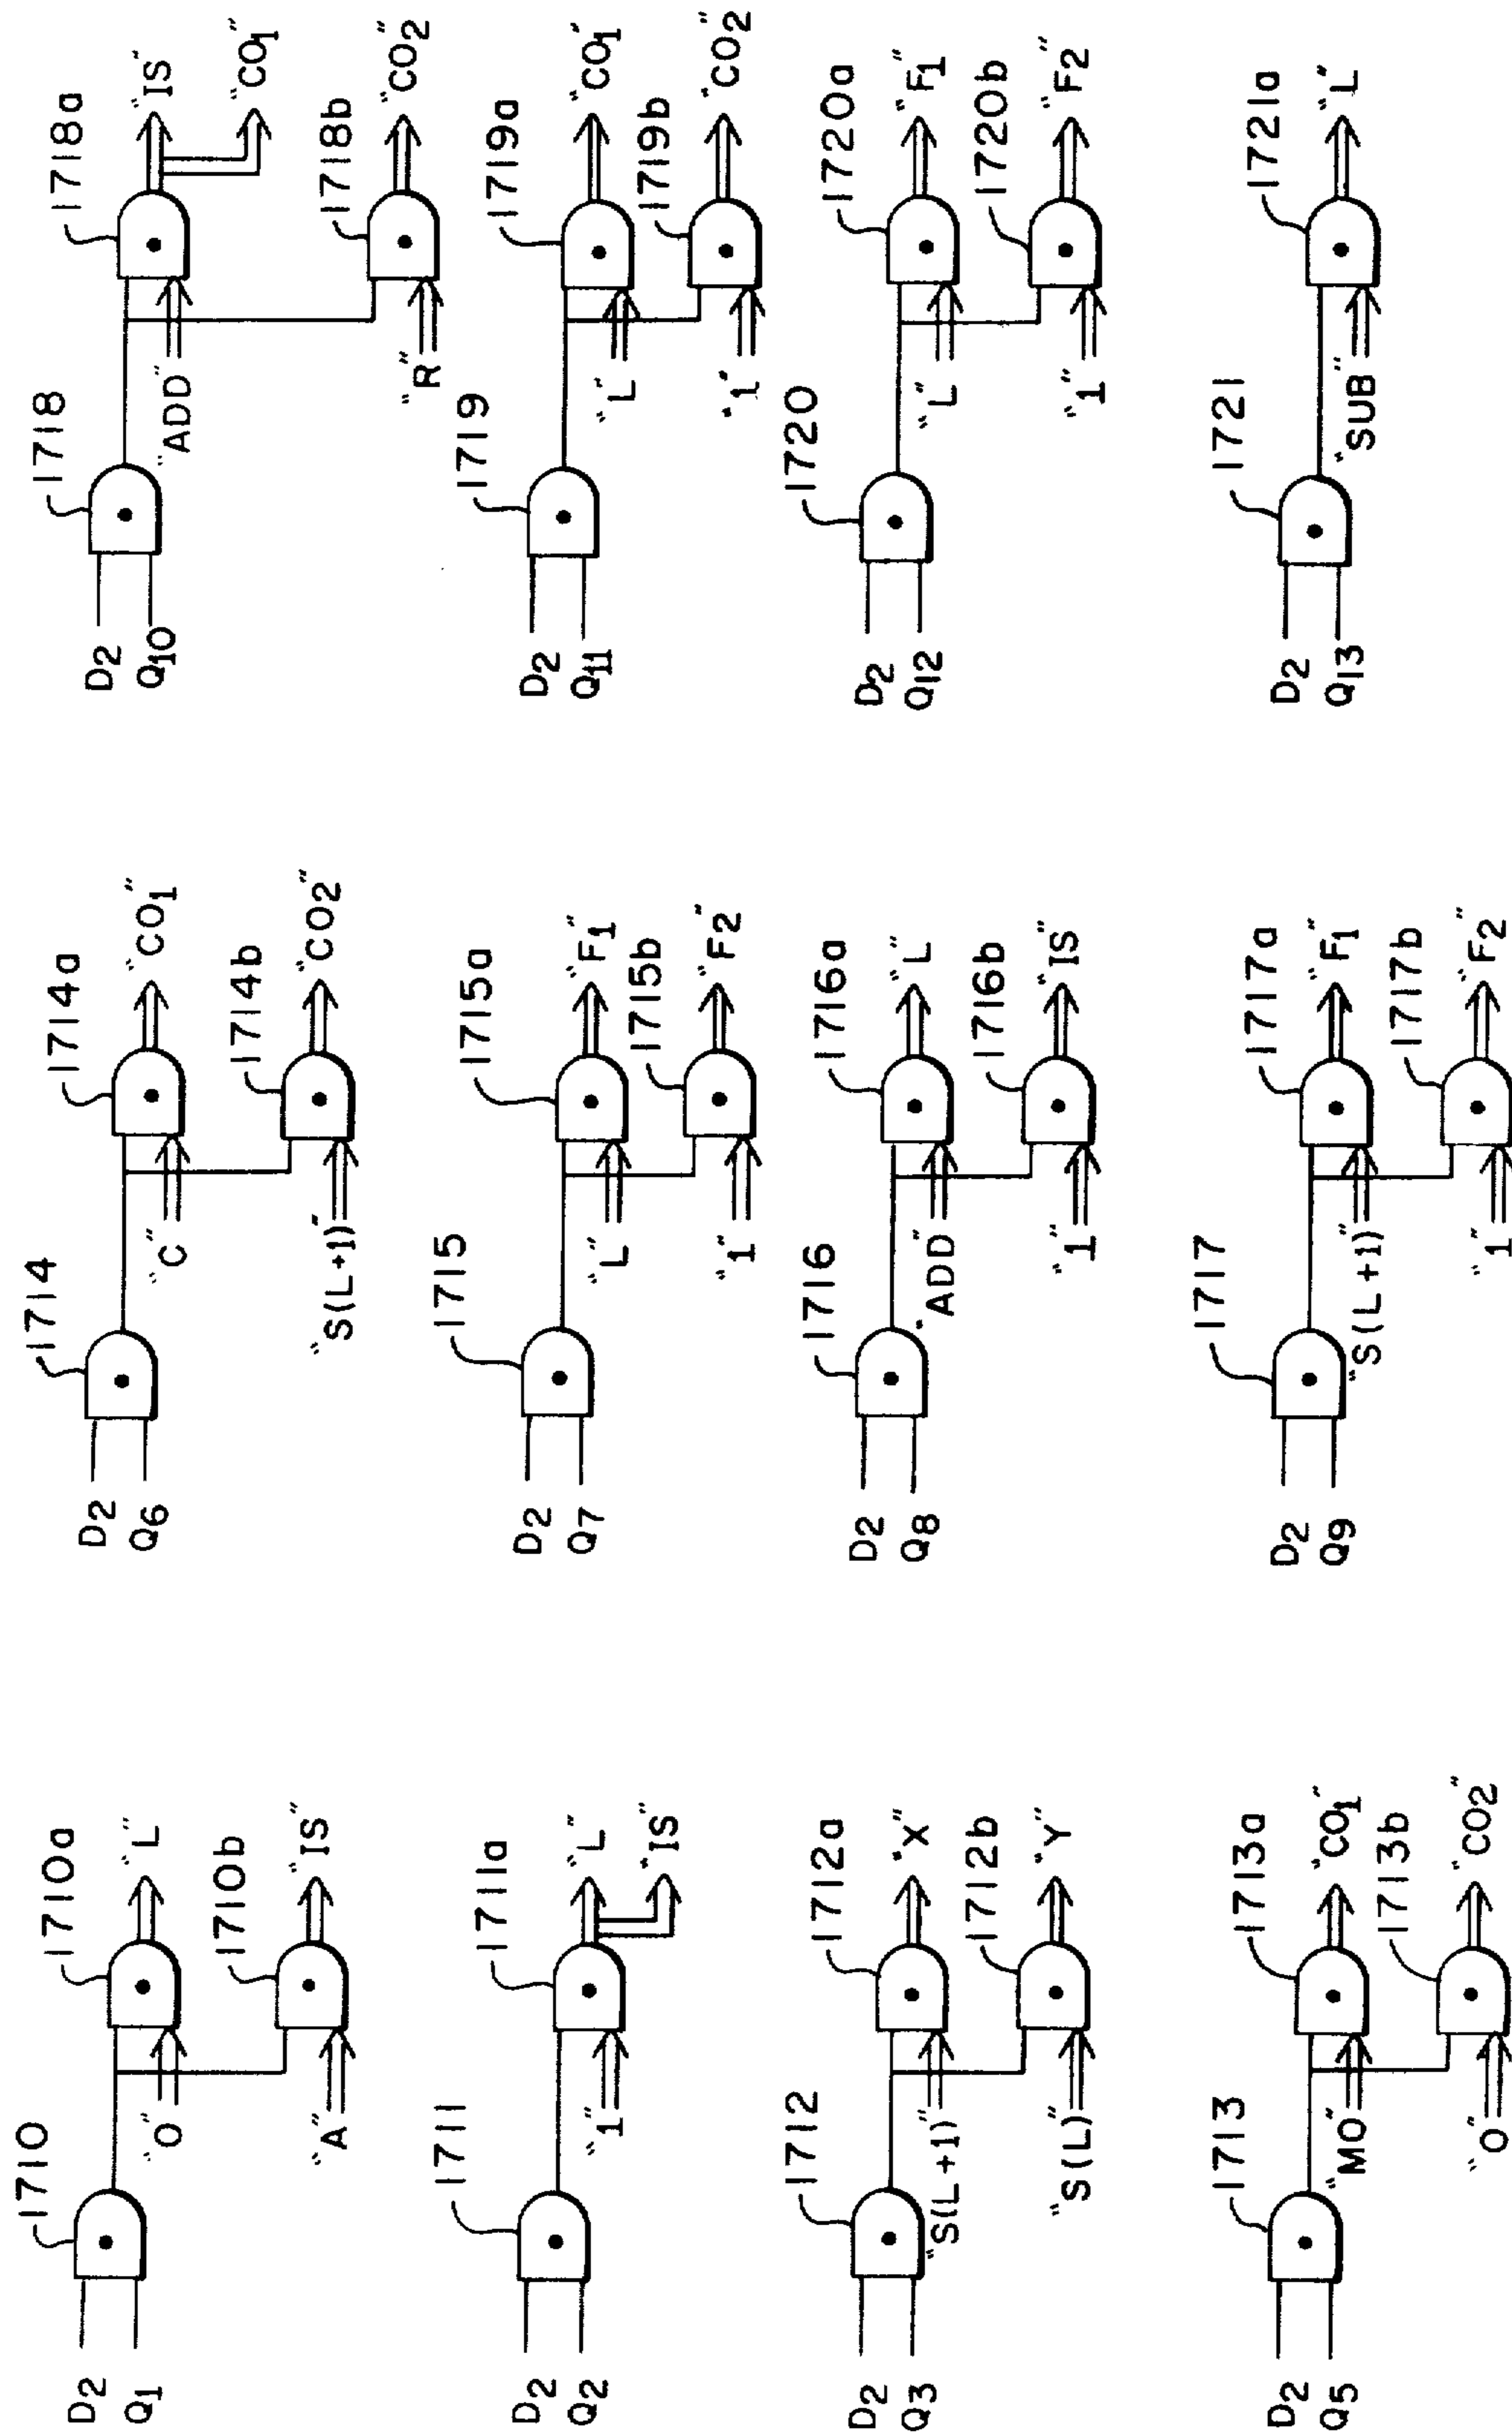 D2
Q1
1710
"0"
"A"
1710a
"L"
1710b
"IS"
D2
Q2
1711
"1"
1711a
"L"
"IS"
D2
Q3
1712
"S(L+1)"
"S(L)"
1712a
"X"
1712b
"Y"
D2
Q5
1713
"MO"
"0"
1713a
"CO1"
1713b
"CO2"
D2
Q6
1714
"C"
"S(L+1)"
1714a
"CO1"
1714b
"CO2"
D2
Q7
1715
"L"
"1"
1715a
"F1"
1715b
"F2"
D2
Q8
1716
"ADD"
"1"
1716a
"L"
1716b
"IS"
D2
Q9
1717
"S(L+1)"
"1"
1717a
"F1"
1717b
"F2"
D2
Q10
1718
"ADD"
"R"
1718a
"IS"
"CO1"
1718b
"CO2"
D2
Q11
1719
"L"
"1"
1719a
"CO1"
1719b
"CO2"
D2
Q12
1720
"L"
"1"
1720a
"F1"
1720b
"F2"
D2
Q13
1721
"SUB"
1721a
"L"